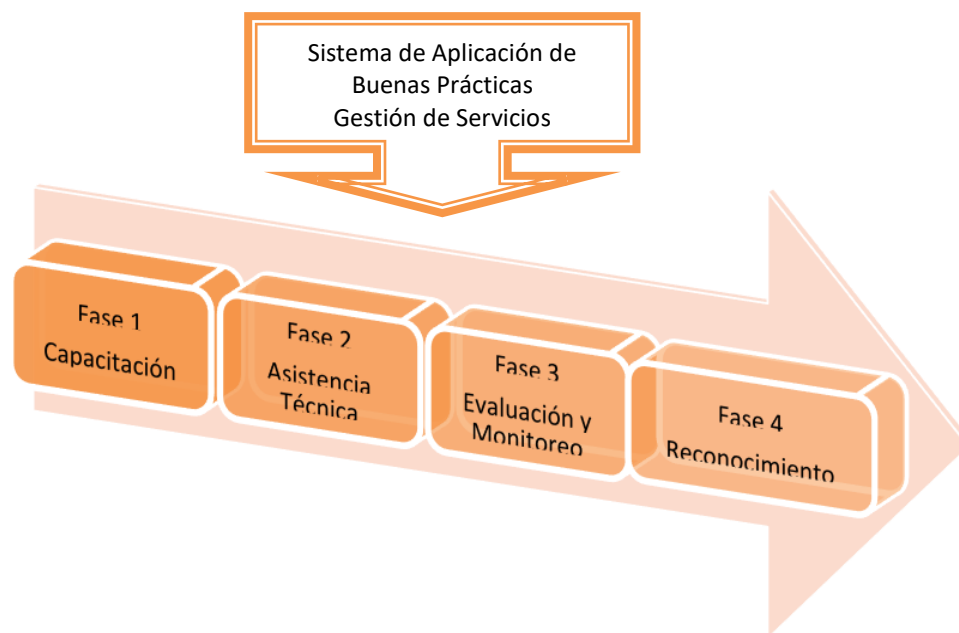 Sistema de Aplicación de
Buenas Prácticas
Gestión de Servicios
Fase 1
Capacitación
Fase 2
Asistencia
Técnica
Fase 3
Evaluación y
Monitoreo
Fase 4
Reconocimiento